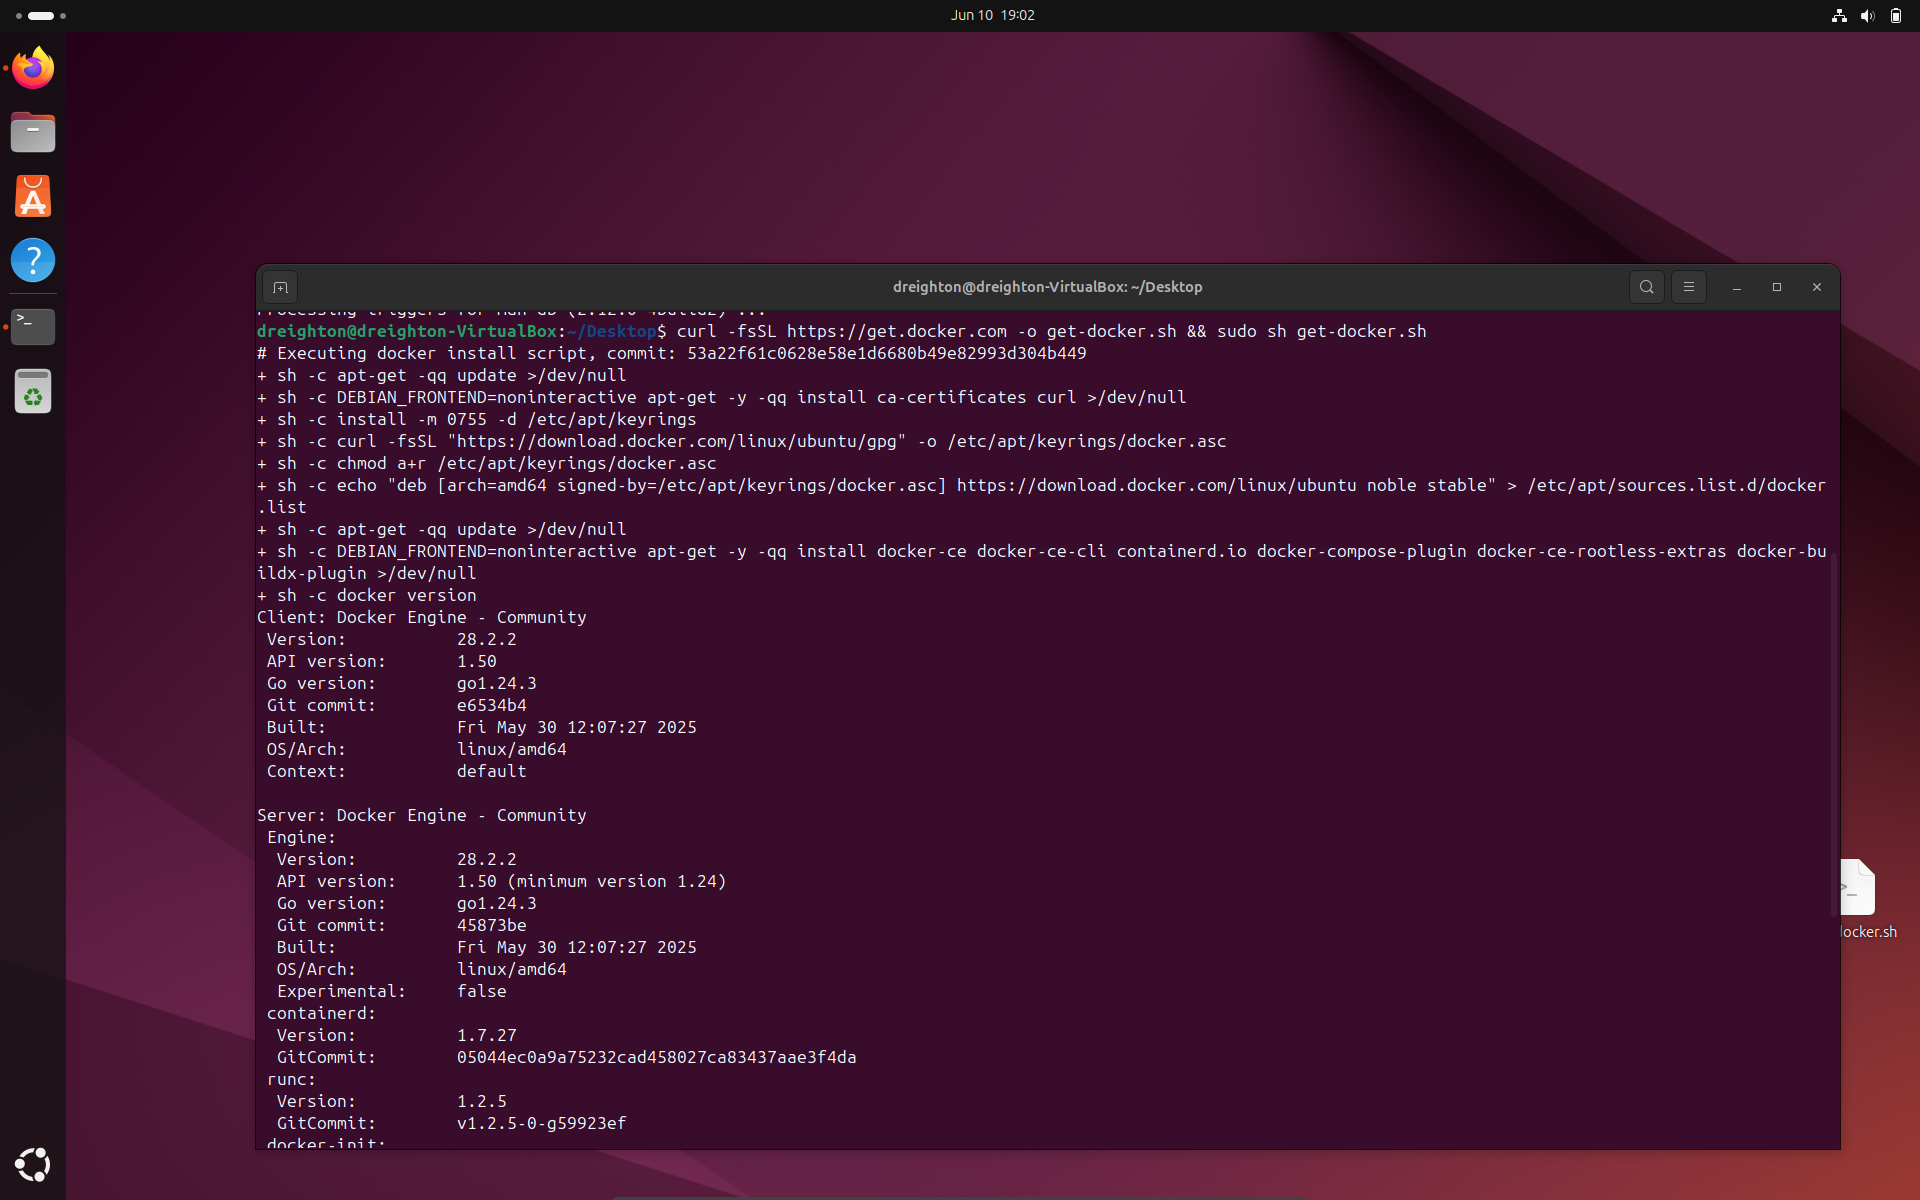 Jun 10 19:02
dreighton@dreighton-VirtualBox: ~/Desktop
Processing triggers for man-db (2.12.0-4build2) ...
dreighton@dreighton-VirtualBox:~/Desktop$ curl -fsSL https://get.docker.com -o get-docker.sh && sudo sh get-docker.sh
# Executing docker install script, commit: 53a22f61c0628e58e1d6680b49e82993d304b449
+ sh -c apt-get -qq update >/dev/null
+ sh -c DEBIAN_FRONTEND=noninteractive apt-get -y -qq install ca-certificates curl >/dev/null
+ sh -c install -m 0755 -d /etc/apt/keyrings
+ sh -c curl -fsSL "https://download.docker.com/linux/ubuntu/gpg" -o /etc/apt/keyrings/docker.asc
+ sh -c chmod a+r /etc/apt/keyrings/docker.asc
+ sh -c echo "deb [arch=amd64 signed-by=/etc/apt/keyrings/docker.asc] https://download.docker.com/linux/ubuntu noble stable" > /etc/apt/sources.list.d/docker
.list
+ sh -c apt-get -qq update >/dev/null
+ sh -c DEBIAN_FRONTEND=noninteractive apt-get -y -qq install docker-ce docker-ce-cli containerd.io docker-compose-plugin docker-ce-rootless-extras docker-bu
ildx-plugin >/dev/null
+ sh -c docker version
Client: Docker Engine - Community
 Version:           28.2.2
 API version:       1.50
 Go version:        go1.24.3
 Git commit:        e6534b4
 Built:             Fri May 30 12:07:27 2025
 OS/Arch:           linux/amd64
 Context:           default

Server: Docker Engine - Community
 Engine:
  Version:          28.2.2
  API version:      1.50 (minimum version 1.24)
  Go version:       go1.24.3
  Git commit:       45873be
  Built:            Fri May 30 12:07:27 2025
  OS/Arch:          linux/amd64
  Experimental:     false
 containerd:
  Version:          1.7.27
  GitCommit:        05044ec0a9a75232cad458027ca83437aae3f4da
 runc:
  Version:          1.2.5
  GitCommit:        v1.2.5-0-g59923ef
 docker-init:
docker.sh